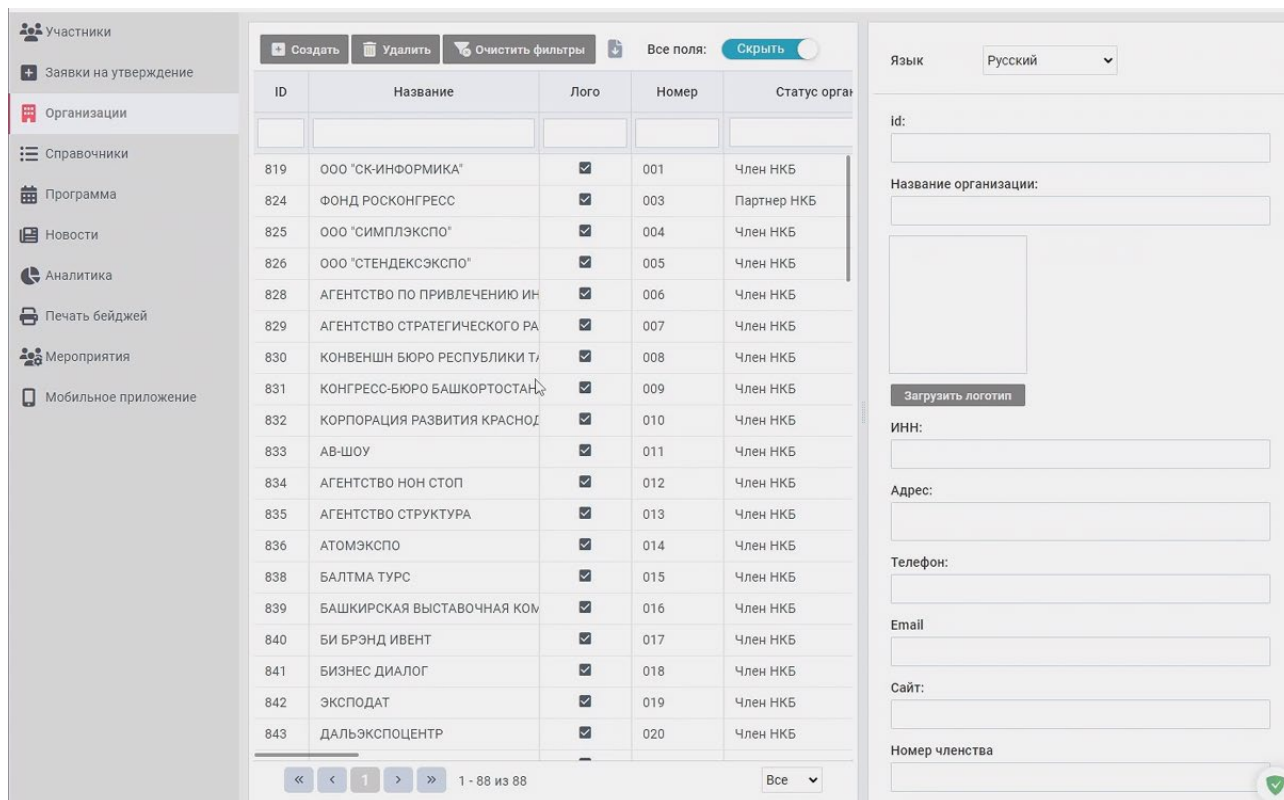 Участники
Заявки на утверждение
Организации
Справочники
Программа
Новости
Аналитика
Печать бейджей
Мероприятия
Мобильное приложение
Создать Удалить Очистить фильтры Все поля: Скрыть
ID Название Лого Номер Статус орган
819 ООО "СК-ИНФОРМИКА" 001 Член НКБ
824 ФОНД РОСКОНГРЕСС 003 Партнер НКБ
825 ООО "СИМПЛЭКСПО" 004 Член НКБ
826 ООО "СТЕНДЕКСЭКСПО" 005 Член НКБ
828 АГЕНТСТВО ПО ПРИВЛЕЧЕНИЮ ИН 006 Член НКБ
829 АГЕНТСТВО СТРАТЕГИЧЕСКОГО РА 007 Член НКБ
830 КОНВЕНШН БЮРО РЕСПУБЛИКИ ТА 008 Член НКБ
831 КОНГРЕСС-БЮРО БАШКОРТОСТАН 009 Член НКБ
832 КОРПОРАЦИЯ РАЗВИТИЯ КРАСНОД 010 Член НКБ
833 АВ-ШОУ 011 Член НКБ
834 АГЕНТСТВО НОН СТОП 012 Член НКБ
835 АГЕНТСТВО СТРУКТУРА 013 Член НКБ
836 АТОМЭКСПО 014 Член НКБ
838 БАЛТМА ТУРС 015 Член НКБ
839 БАШКИРСКАЯ ВЫСТАВОЧНАЯ КОМ 016 Член НКБ
840 БИ БРЭНД ИВЕНТ 017 Член НКБ
841 БИЗНЕС ДИАЛОГ 018 Член НКБ
842 ЭКСПОДАТ 019 Член НКБ
843 ДАЛЬЭКСПОЦЕНТР 020 Член НКБ
« < 1 > » 1 - 88 из 88 Все
Язык Русский
id:
Название организации:
Загрузить логотип
ИНН:
Адрес:
Телефон:
Email
Сайт:
Номер членства